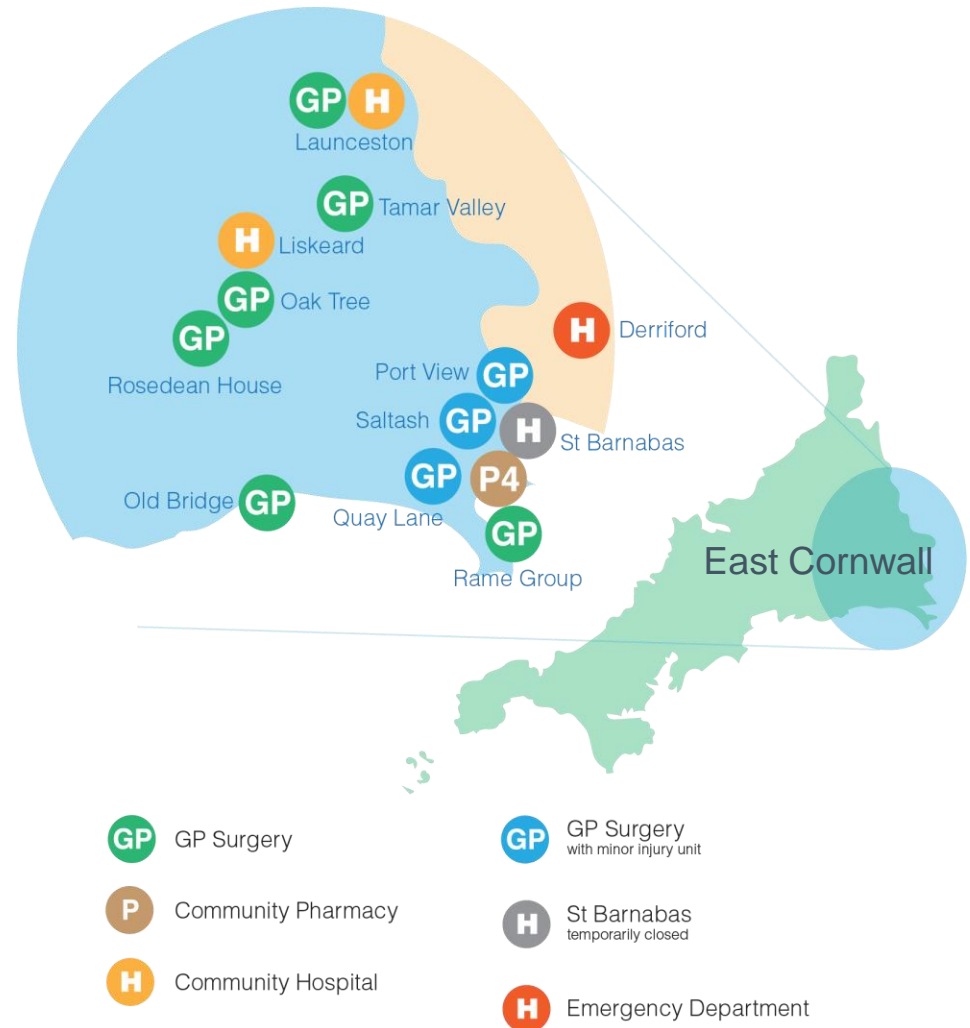 GP H
Launceston
GP Tamar Valley
H Liskeard
GP Oak Tree
GP
Rosedean House
H Derriford
Port View GP
Saltash GP
H St Barnabas
GP P4
Quay Lane
Old Bridge GP
GP
Rame Group
East Cornwall
GP GP Surgery
P Community Pharmacy
H Community Hospital
GP GP Surgery
with minor injury unit
H St Barnabas
temporarily closed
H Emergency Department